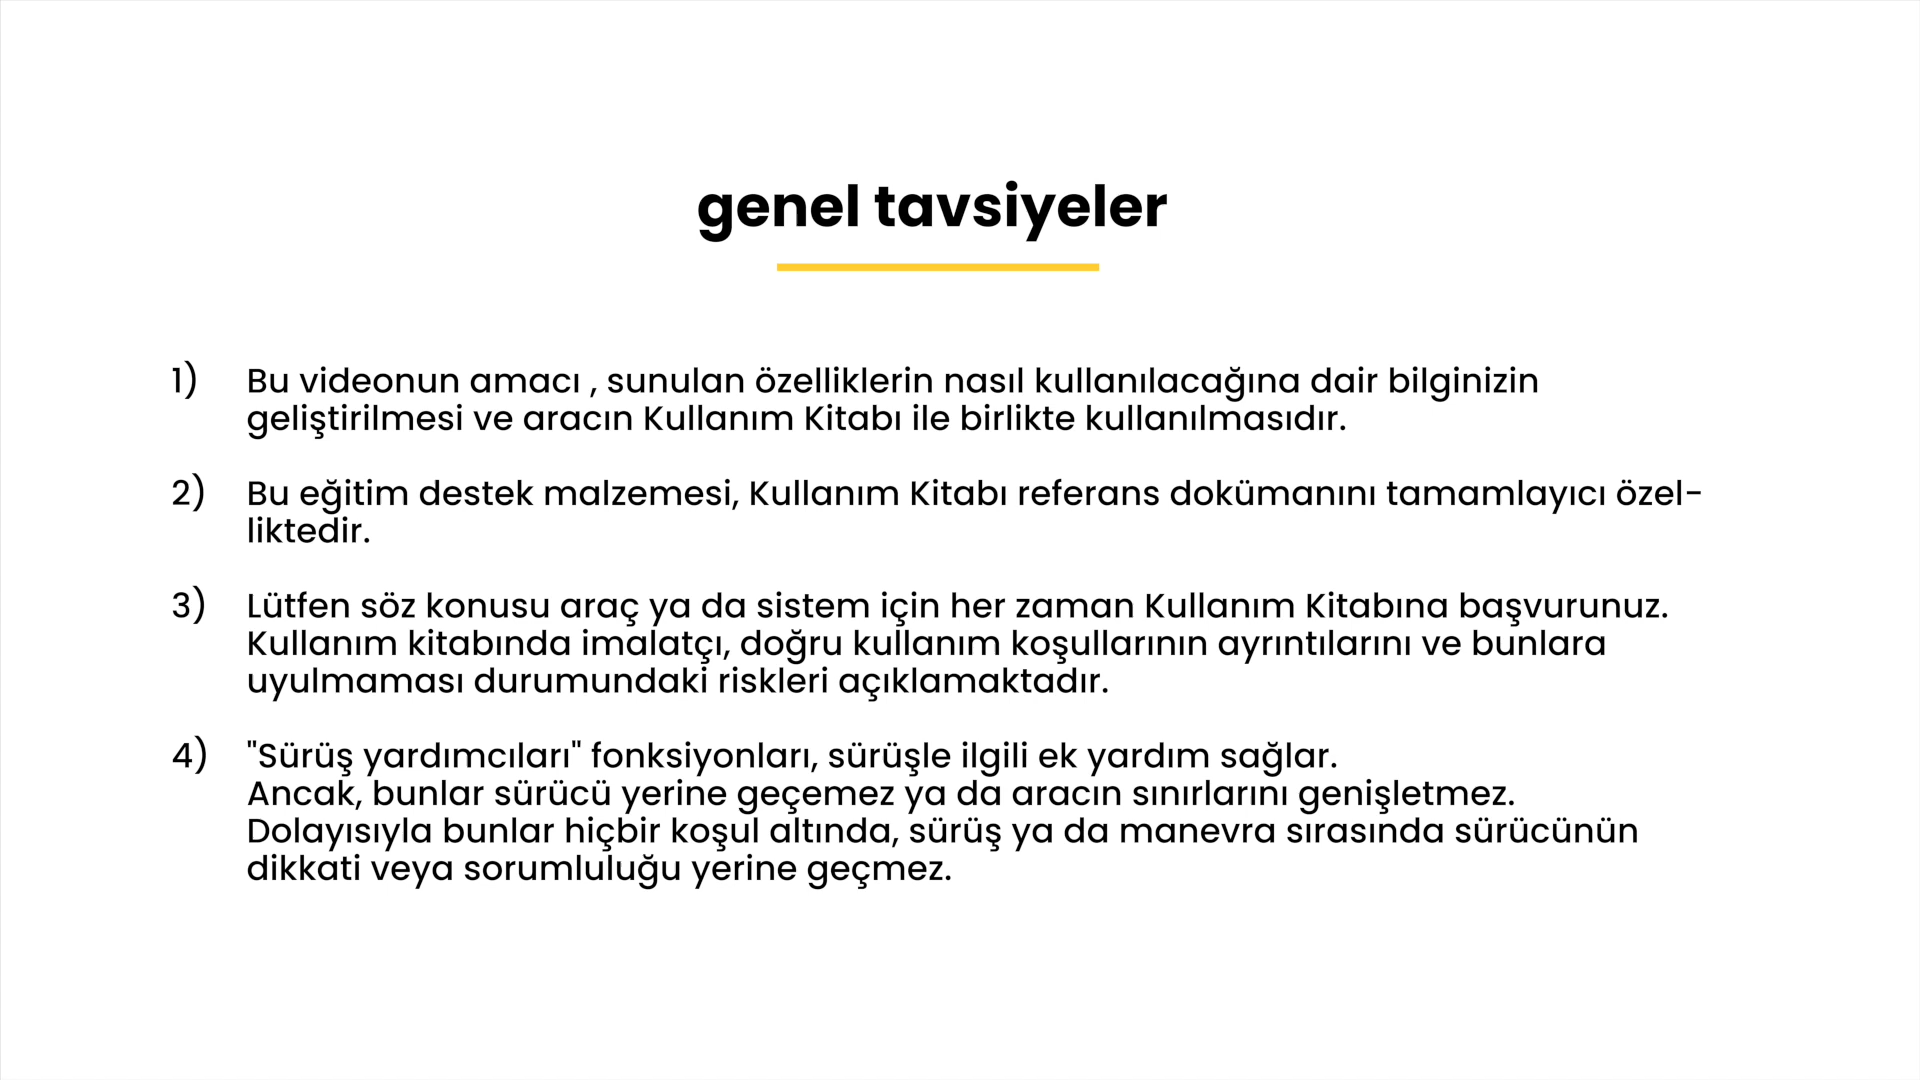 genel tavsiyeler
1) Bu videonun amacı , sunulan özelliklerin nasıl kullanılacağına dair bilginizin
geliştirilmesi ve aracın Kullanım Kitabı ile birlikte kullanılmasıdır.
2) Bu eğitim destek malzemesi, Kullanım Kitabı referans dokümanını tamamlayıcı özel-
liktedir.
3) Lütfen söz konusu araç ya da sistem için her zaman Kullanım Kitabına başvurunuz.
Kullanım kitabında imalatçı, doğru kullanım koşullarının ayrıntılarını ve bunlara
uyulmaması durumundaki riskleri açıklamaktadır.
4) "Sürüş yardımcıları" fonksiyonları, sürüşle ilgili ek yardım sağlar.
Ancak, bunlar sürücü yerine geçemez ya da aracın sınırlarını genişletmez.
Dolayısıyla bunlar hiçbir koşul altında, sürüş ya da manevra sırasında sürücünün
dikkati veya sorumluluğu yerine geçmez.